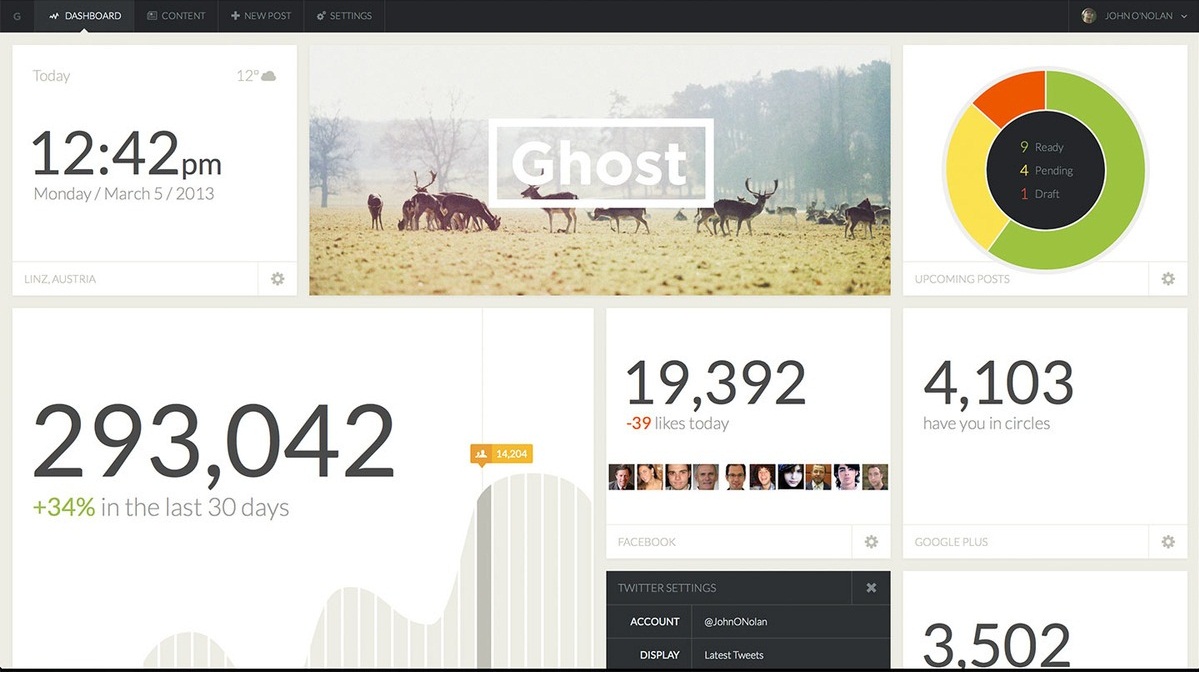 G
DASHBOARD
CONTENT
NEW POST
SETTINGS
JOHN O'NOLAN
Today
12°
12:42pm
Monday / March 5 / 2013
LINZ, AUSTRIA
Ghost
9 Ready
4 Pending
1 Draft
UPCOMING POSTS
293,042
+34% in the last 30 days
14,204
19,392
-39 likes today
FACEBOOK
4,103
have you in circles
GOOGLE PLUS
TWITTER SETTINGS
ACCOUNT @JohnONolan
DISPLAY Latest Tweets
3,502